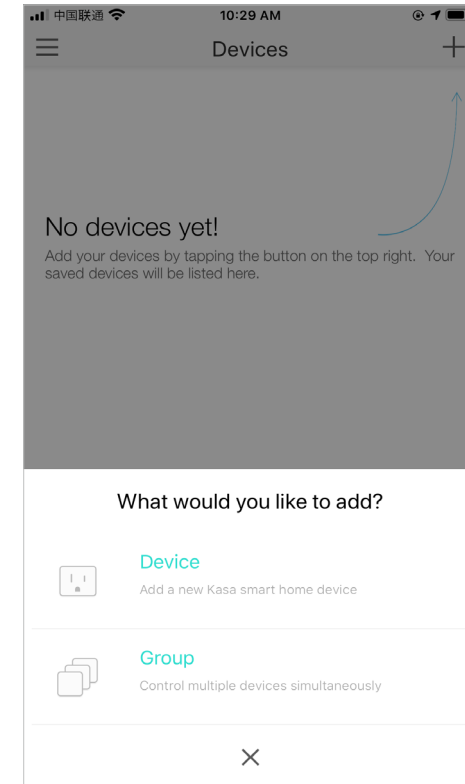 中国联通 10:29 AM
Devices
No devices yet!
Add your devices by tapping the button on the top right. Your
saved devices will be listed here.
What would you like to add?
Device
Add a new Kasa smart home device
Group
Control multiple devices simultaneously